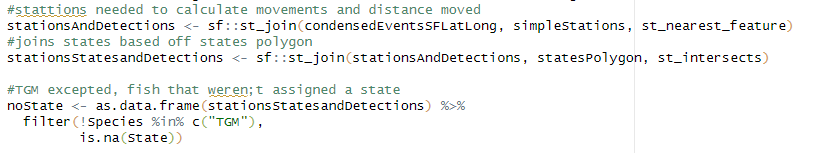 #stattions needed to calculate movements and distance moved
stationsAndDetections <- sf::st_join(condensedEventsSFLatLong, simpleStations, st_nearest_feature)
#joins states based off states polygon
stationsStatesandDetections <- sf::st_join(stationsAndDetections, statesPolygon, st_intersects)
#TGM excepted, fish that weren;t assigned a state
noState <- as.data.frame(stationsStatesandDetections) %>%
filter(!Species %in% c("TGM"),
is.na(State))